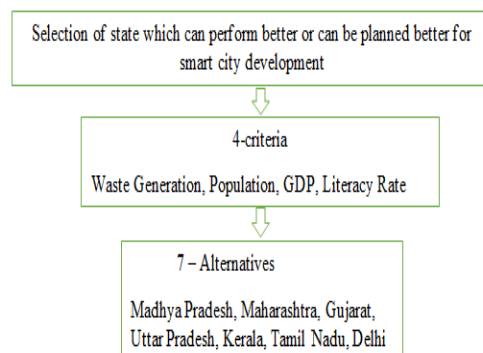 Selection of state which can perform better or can be planned better for
smart city development
4-criteria
Waste Generation, Population, GDP, Literacy Rate
7 – Alternatives
Madhya Pradesh, Maharashtra, Gujarat,
Uttar Pradesh, Kerala, Tamil Nadu, Delhi